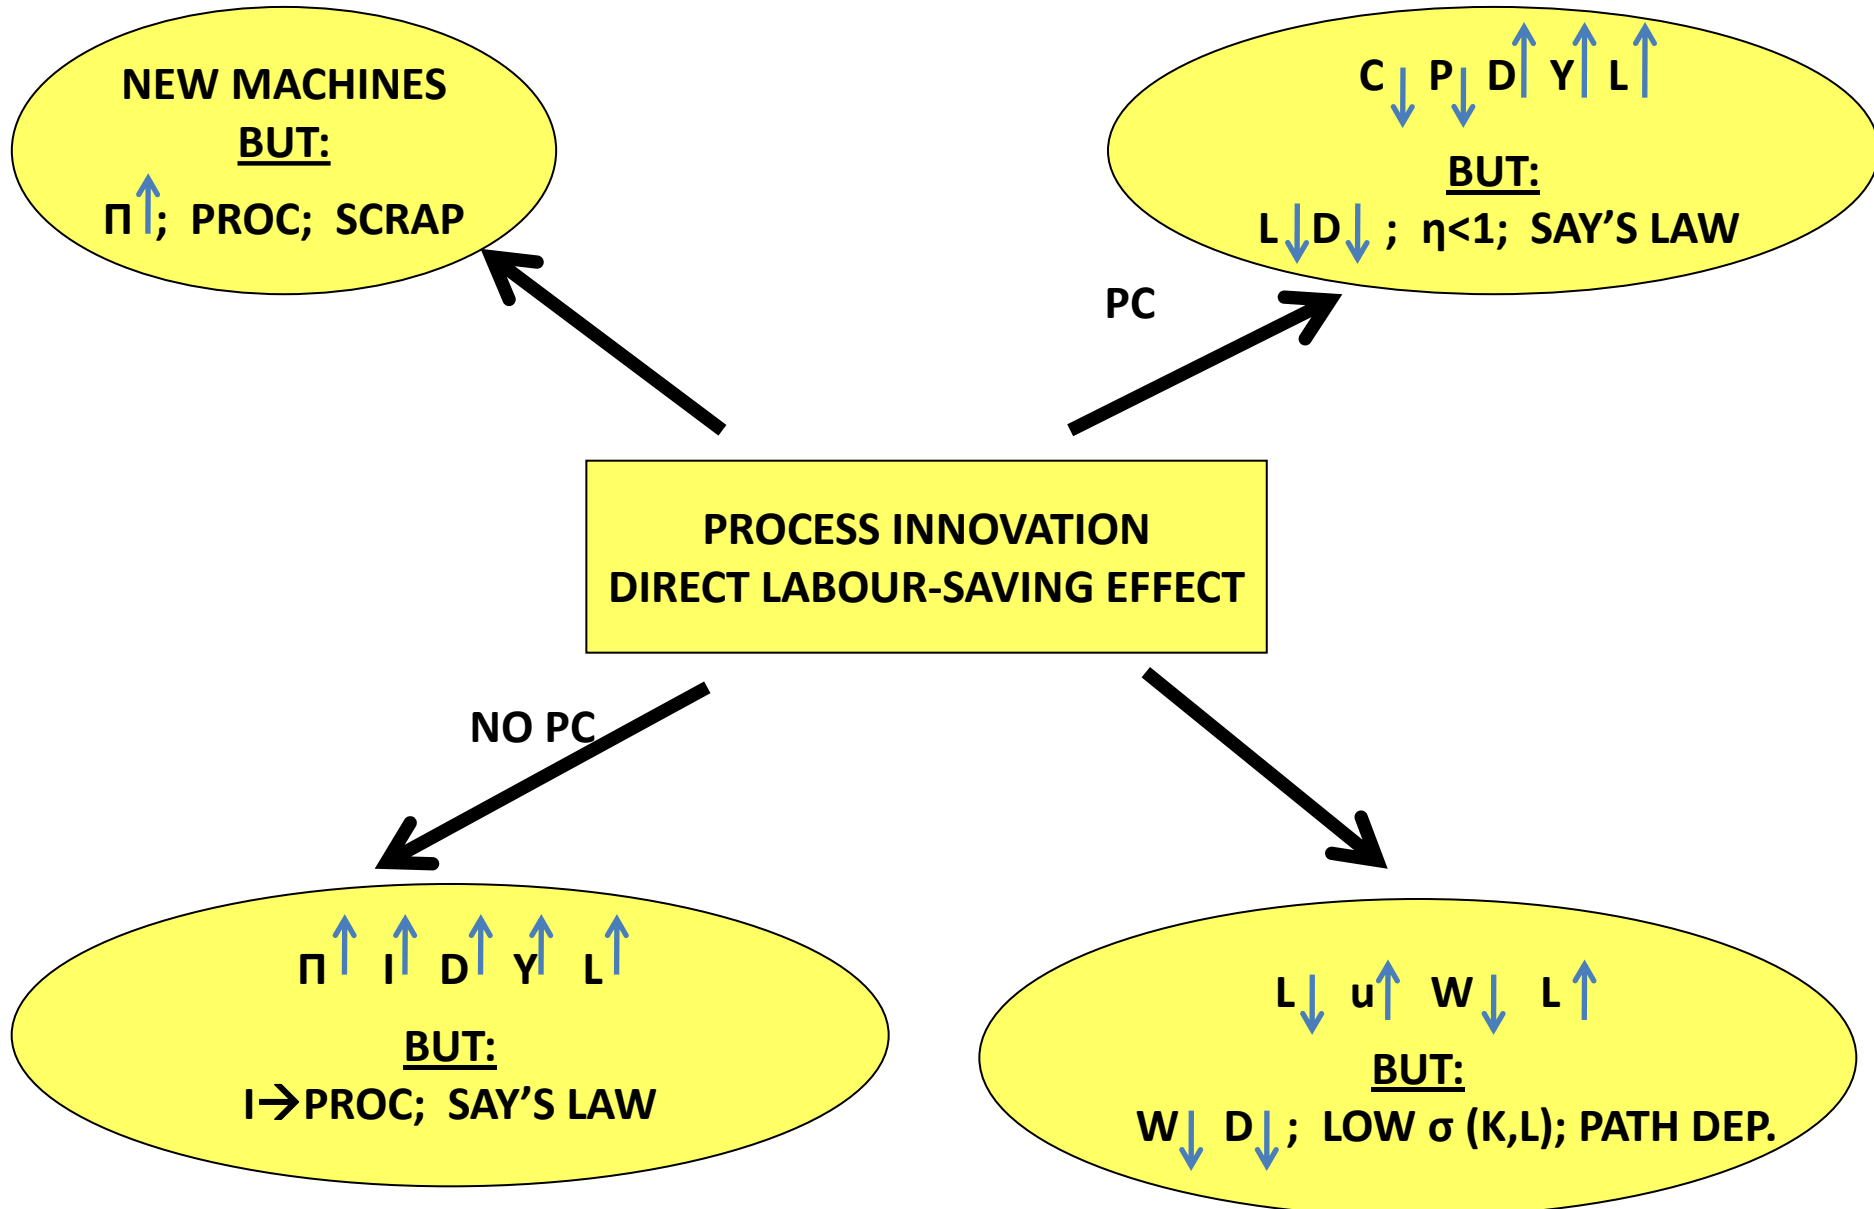 NEW MACHINES
BUT:
Π↑; PROC; SCRAP
C↓ P↓ D↑ Y↑ L↑
BUT:
L↓ D↓ ; η<1; SAY’S LAW
PC
PROCESS INNOVATION
DIRECT LABOUR-SAVING EFFECT
NO PC
Π↑ I↑ D↑ Y↑ L↑
BUT:
I→PROC; SAY’S LAW
L↓ u↑ W↓ L↑
BUT:
W↓ D↓ ; LOW σ (K,L); PATH DEP.